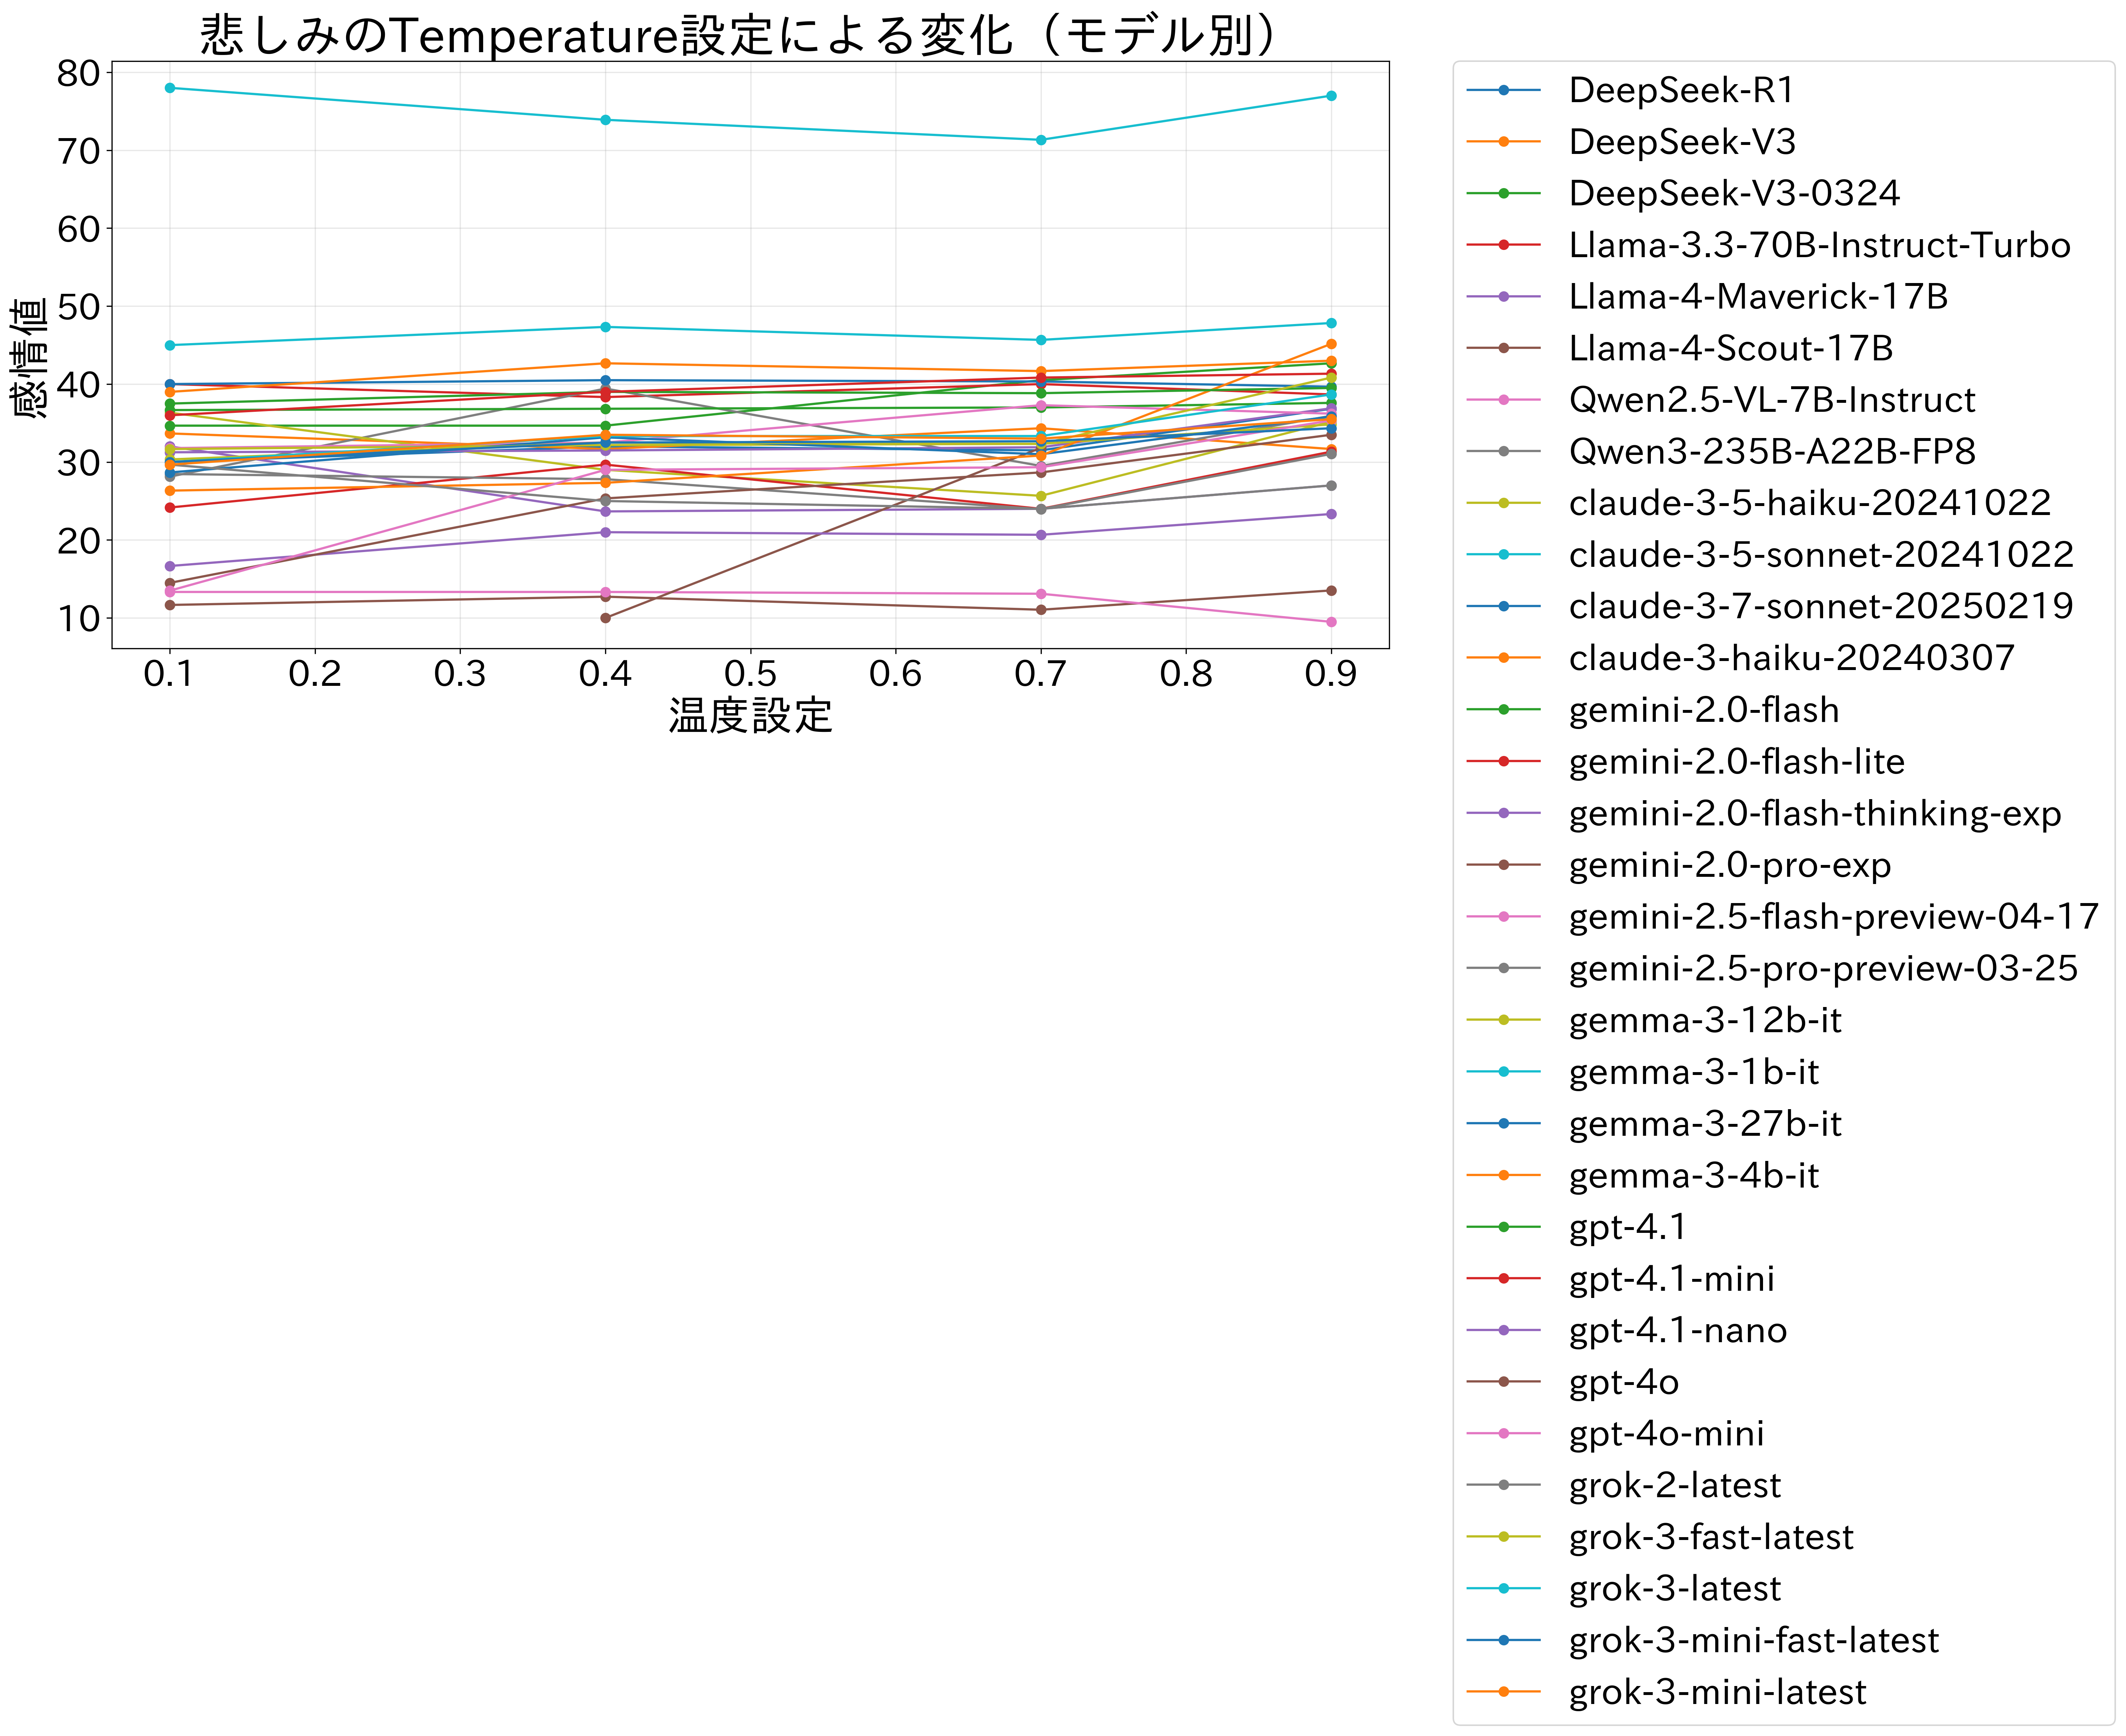 悲しみのTemperature設定による変化（モデル別）
感情値
80
70
60
50
40
30
20
10
0.1 0.2 0.3 0.4 0.5 0.6 0.7 0.8 0.9
温度設定
DeepSeek-R1
DeepSeek-V3
DeepSeek-V3-0324
Llama-3.3-70B-Instruct-Turbo
Llama-4-Maverick-17B
Llama-4-Scout-17B
Qwen2.5-VL-7B-Instruct
Qwen3-235B-A22B-FP8
claude-3-5-haiku-20241022
claude-3-5-sonnet-20241022
claude-3-7-sonnet-20250219
claude-3-haiku-20240307
gemini-2.0-flash
gemini-2.0-flash-lite
gemini-2.0-flash-thinking-exp
gemini-2.0-pro-exp
gemini-2.5-flash-preview-04-17
gemini-2.5-pro-preview-03-25
gemma-3-12b-it
gemma-3-1b-it
gemma-3-27b-it
gemma-3-4b-it
gpt-4.1
gpt-4.1-mini
gpt-4.1-nano
gpt-4o
gpt-4o-mini
grok-2-latest
grok-3-fast-latest
grok-3-latest
grok-3-mini-fast-latest
grok-3-mini-latest